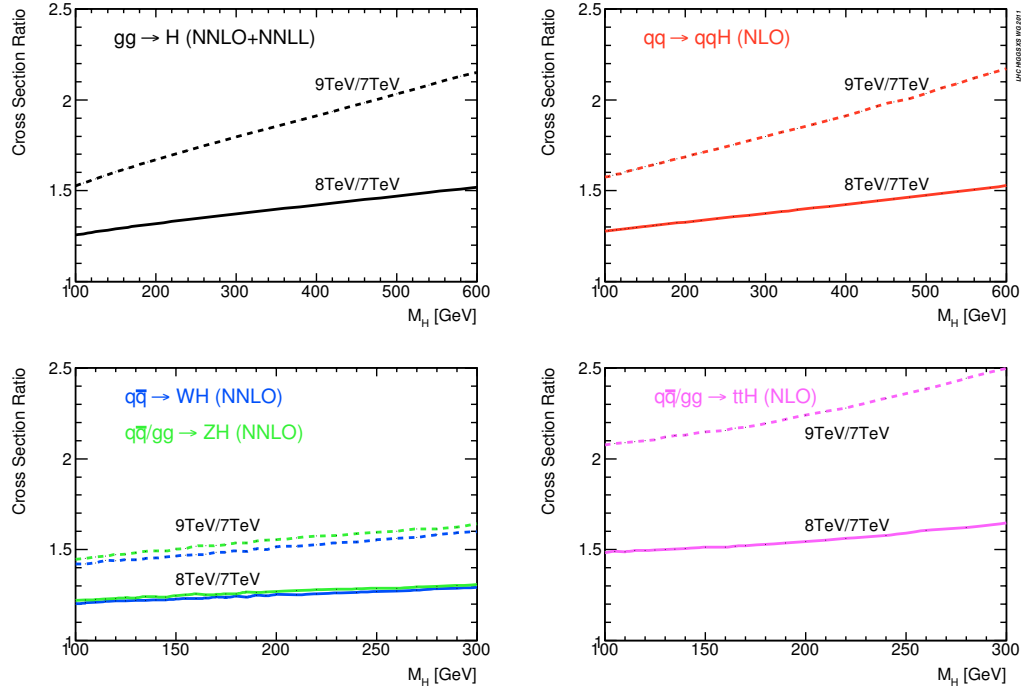 Cross Section Ratio
2.5
2
1.5
1
gg → H (NNLO+NNLL)
9TeV/7TeV
8TeV/7TeV
100 200 300 400 500 600
M_H [GeV]
Cross Section Ratio
2.5
2
1.5
1
qq → qqH (NLO)
9TeV/7TeV
8TeV/7TeV
100 200 300 400 500 600
M_H [GeV]
LHC HIGGS XS WG 2011
Cross Section Ratio
2.5
2
1.5
1
qq̅ → WH (NNLO)
qq̅/gg → ZH (NNLO)
9TeV/7TeV
8TeV/7TeV
100 150 200 250 300
M_H [GeV]
Cross Section Ratio
2.5
2
1.5
1
qq̅/gg → ttH (NLO)
9TeV/7TeV
8TeV/7TeV
100 150 200 250 300
M_H [GeV]